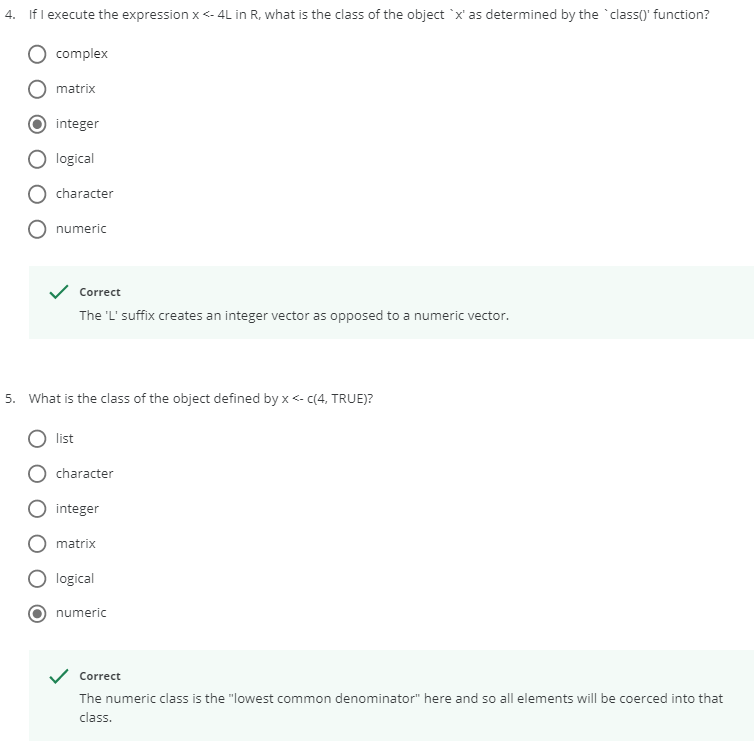 4. If I execute the expression x <- 4L in R, what is the class of the object `x' as determined by the `class()' function?
complex
matrix
integer
logical
character
numeric
Correct
The 'L' suffix creates an integer vector as opposed to a numeric vector.
5. What is the class of the object defined by x <- c(4, TRUE)?
list
character
integer
matrix
logical
numeric
Correct
The numeric class is the "lowest common denominator" here and so all elements will be coerced into that
class.